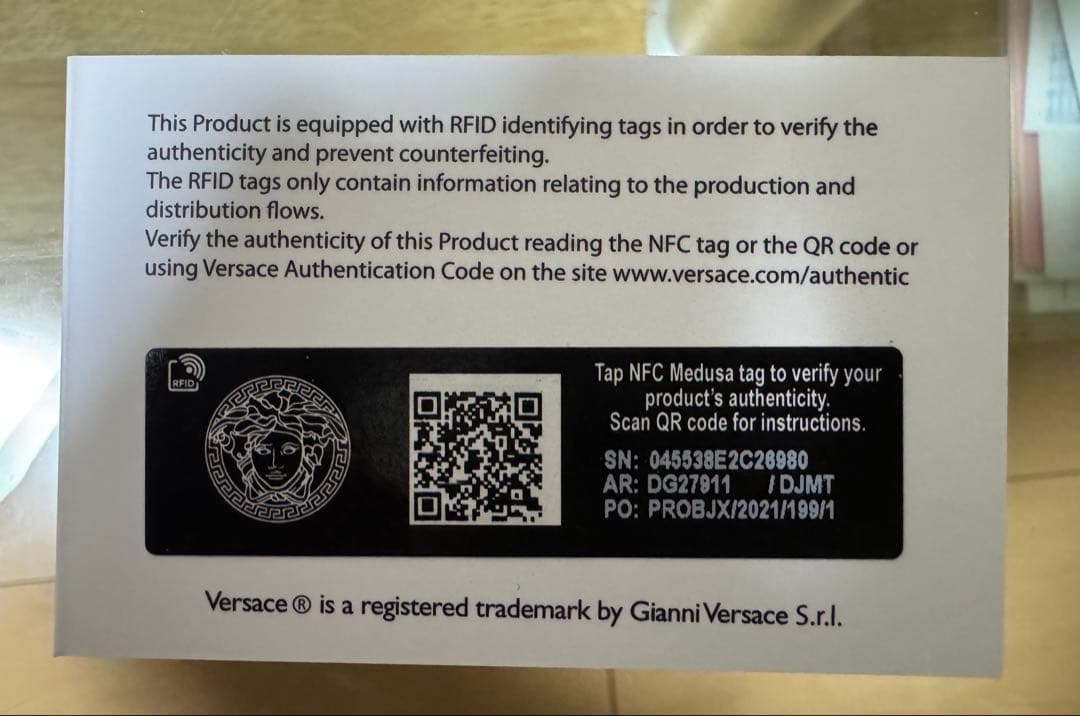 This Product is equipped with RFID identifying tags in order to verify the
authenticity and prevent counterfeiting.
The RFID tags only contain information relating to the production and
distribution flows.
Verify the authenticity of this Product reading the NFC tag or the QR code or
using Versace Authentication Code on the site www.versace.com/authentic
RFID
Tap NFC Medusa tag to verify your
product's authenticity.
Scan QR code for instructions.
SN: 045538E2C26980
AR: DG27911 / DJMT
PO: PROBJX/2021/199/1
Versace ® is a registered trademark by Gianni Versace S.r.l.